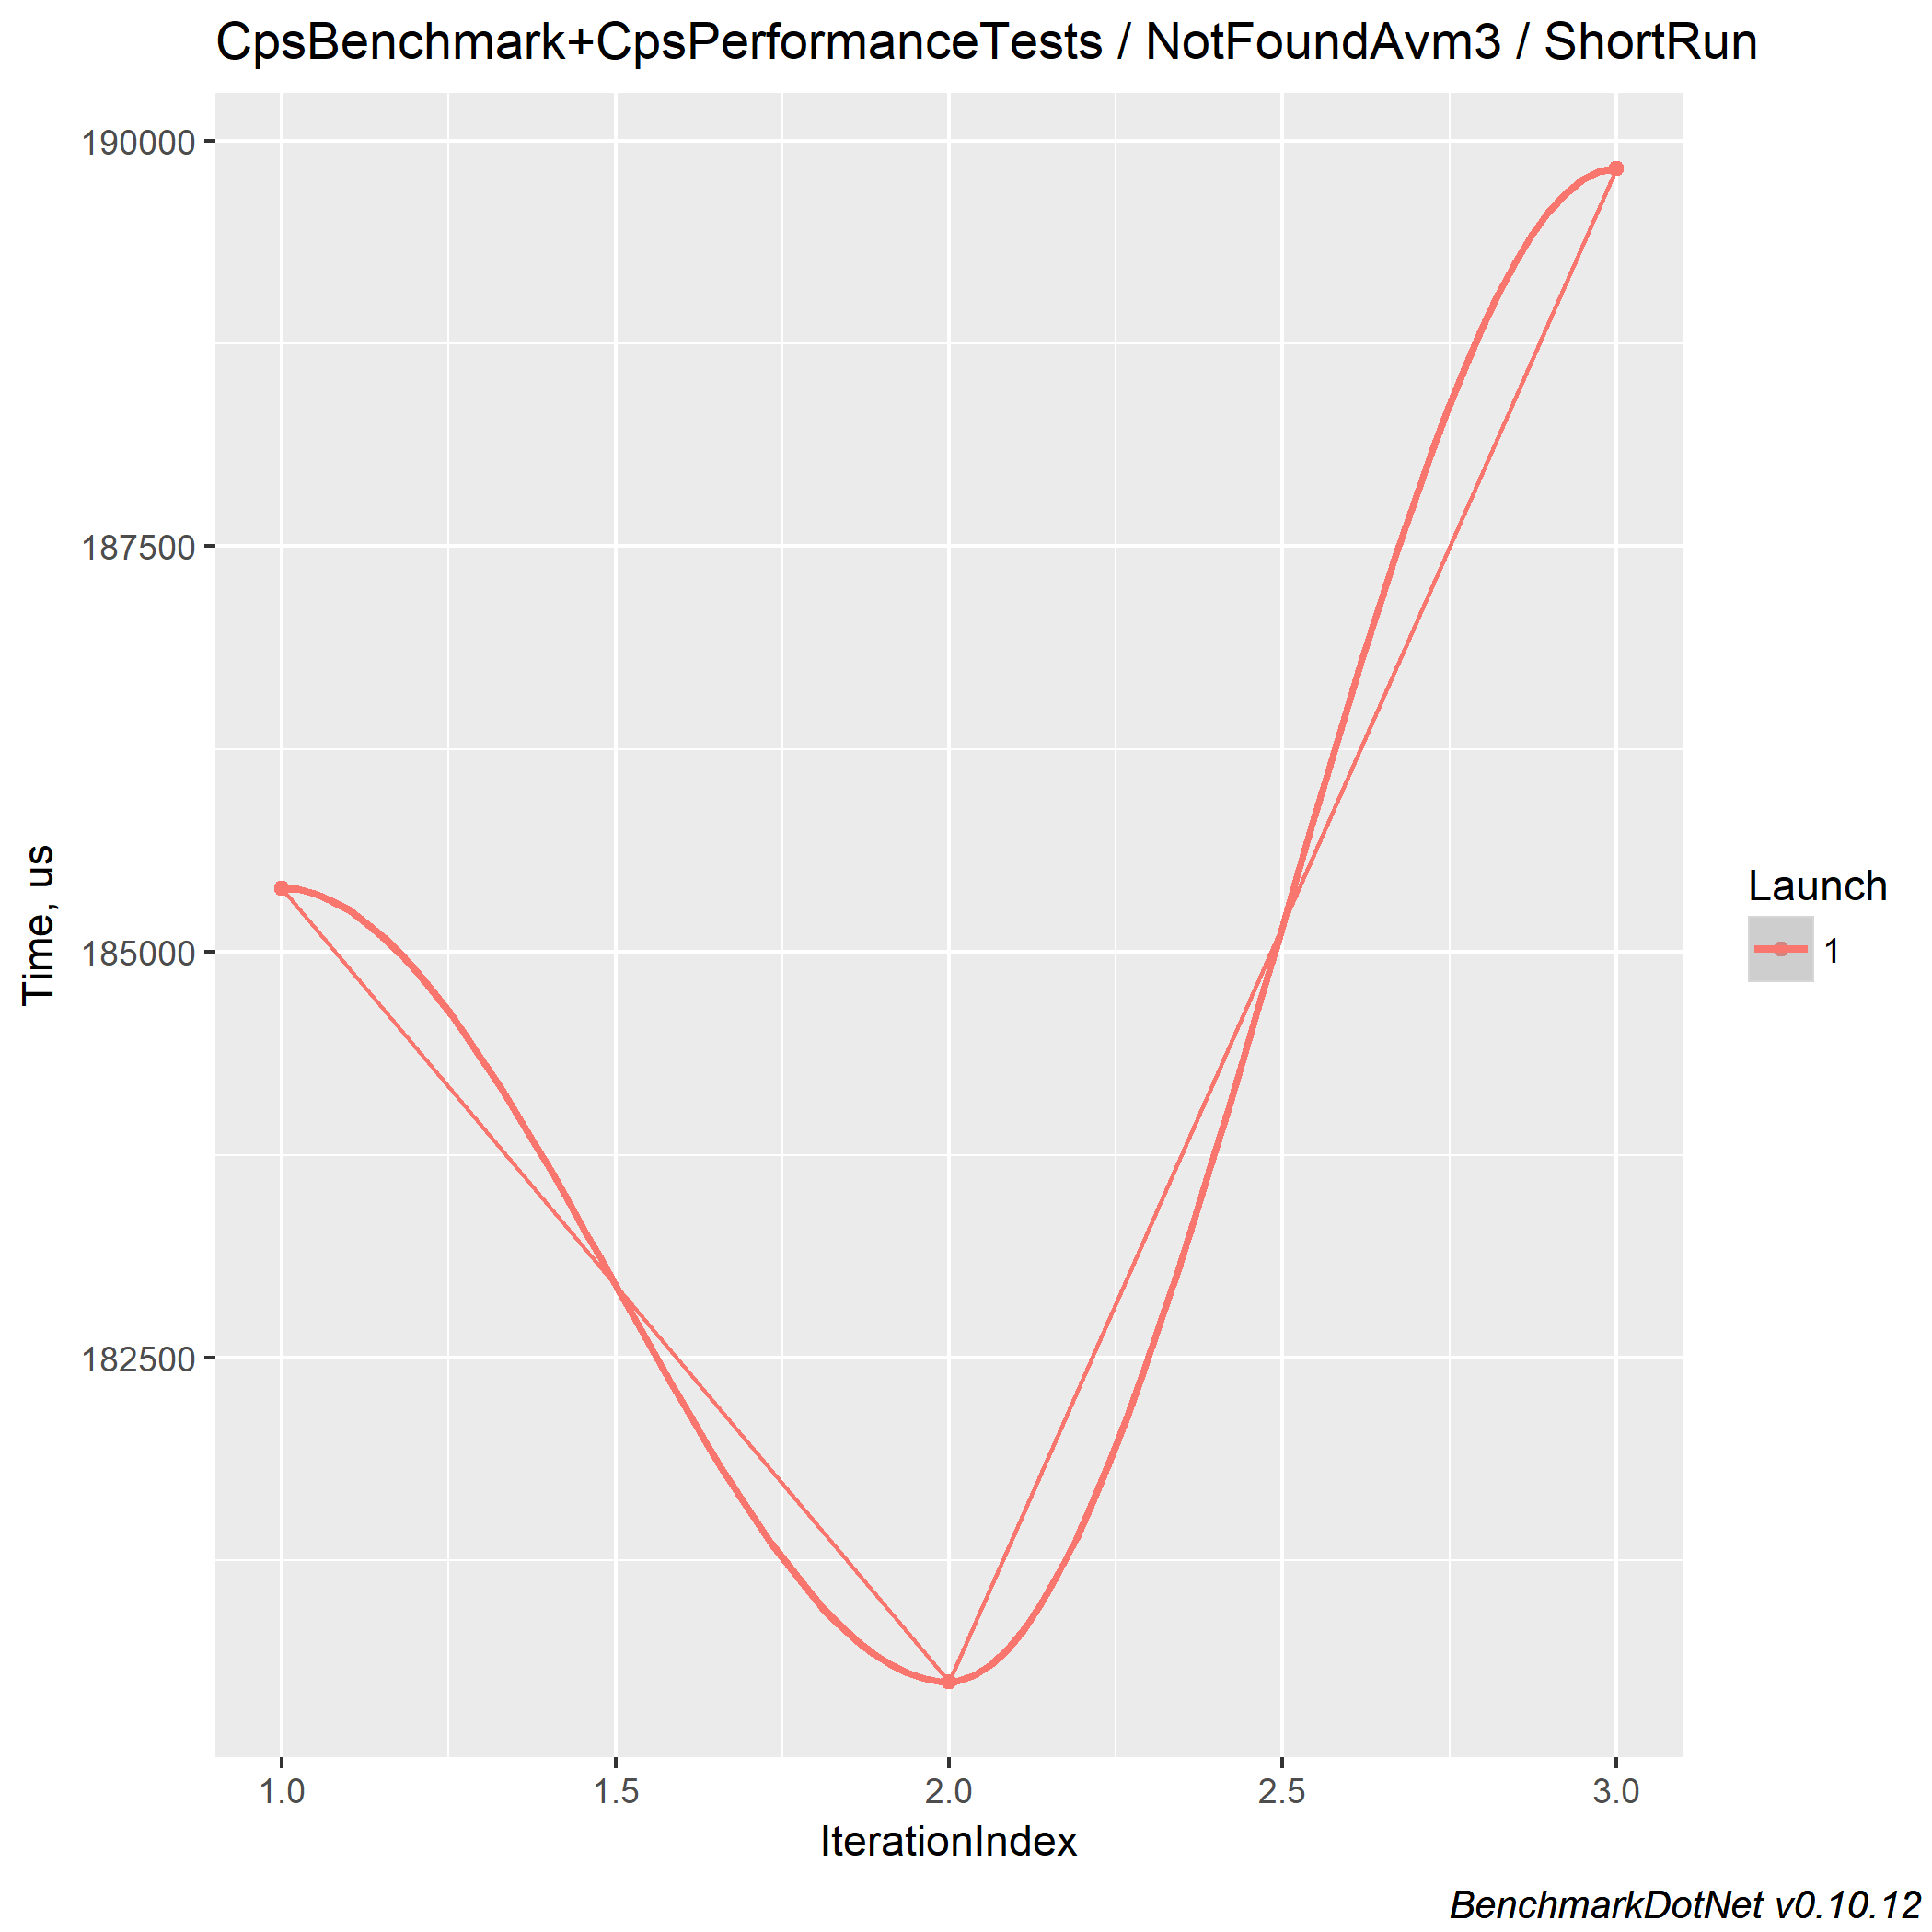 CpsBenchmark+CpsPerformanceTests / NotFoundAvm3 / ShortRun
190000
187500
185000
182500
Time, us
1.0 1.5 2.0 2.5 3.0
IterationIndex
Launch
1
BenchmarkDotNet v0.10.12